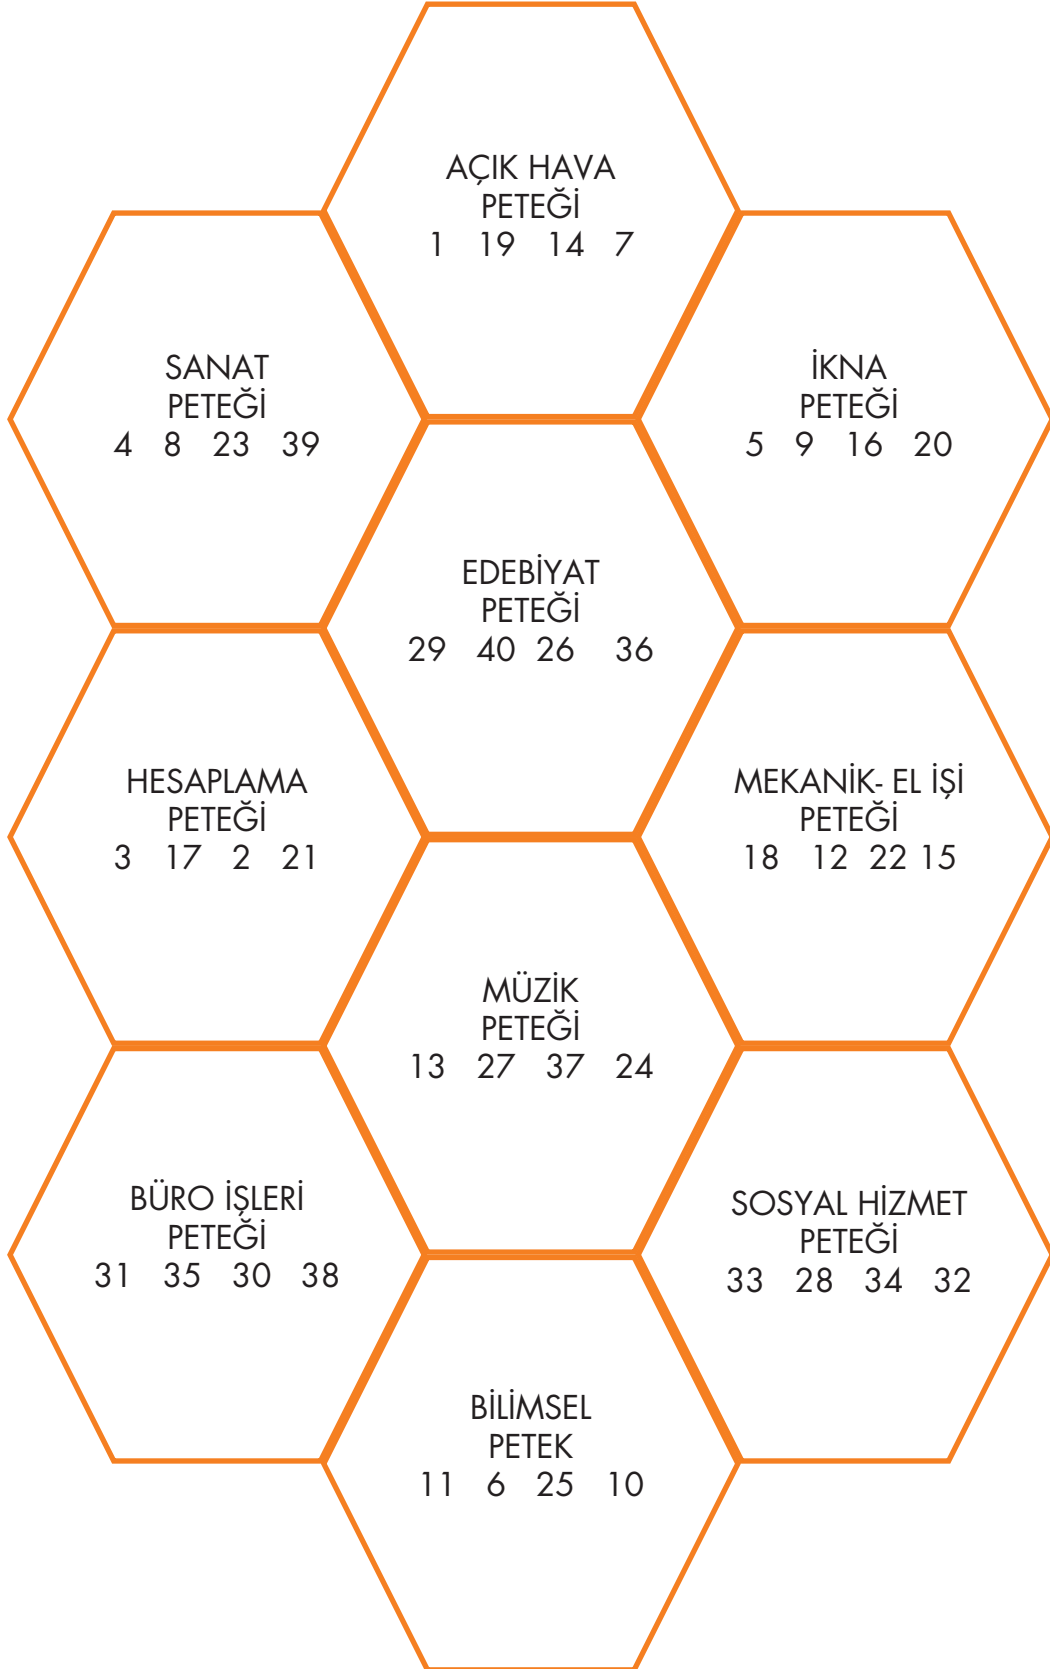 AÇIK HAVA
PETEĞİ
1 19 14 7
SANAT
PETEĞİ
4 8 23 39
İKNA
PETEĞİ
5 9 16 20
EDEBİYAT
PETEĞİ
29 40 26 36
HESAPLAMA
PETEĞİ
3 17 2 21
MEKANİK- EL İŞİ
PETEĞİ
18 12 22 15
MÜZİK
PETEĞİ
13 27 37 24
BÜRO İŞLERİ
PETEĞİ
31 35 30 38
SOSYAL HİZMET
PETEĞİ
33 28 34 32
BİLİMSEL
PETEK
11 6 25 10